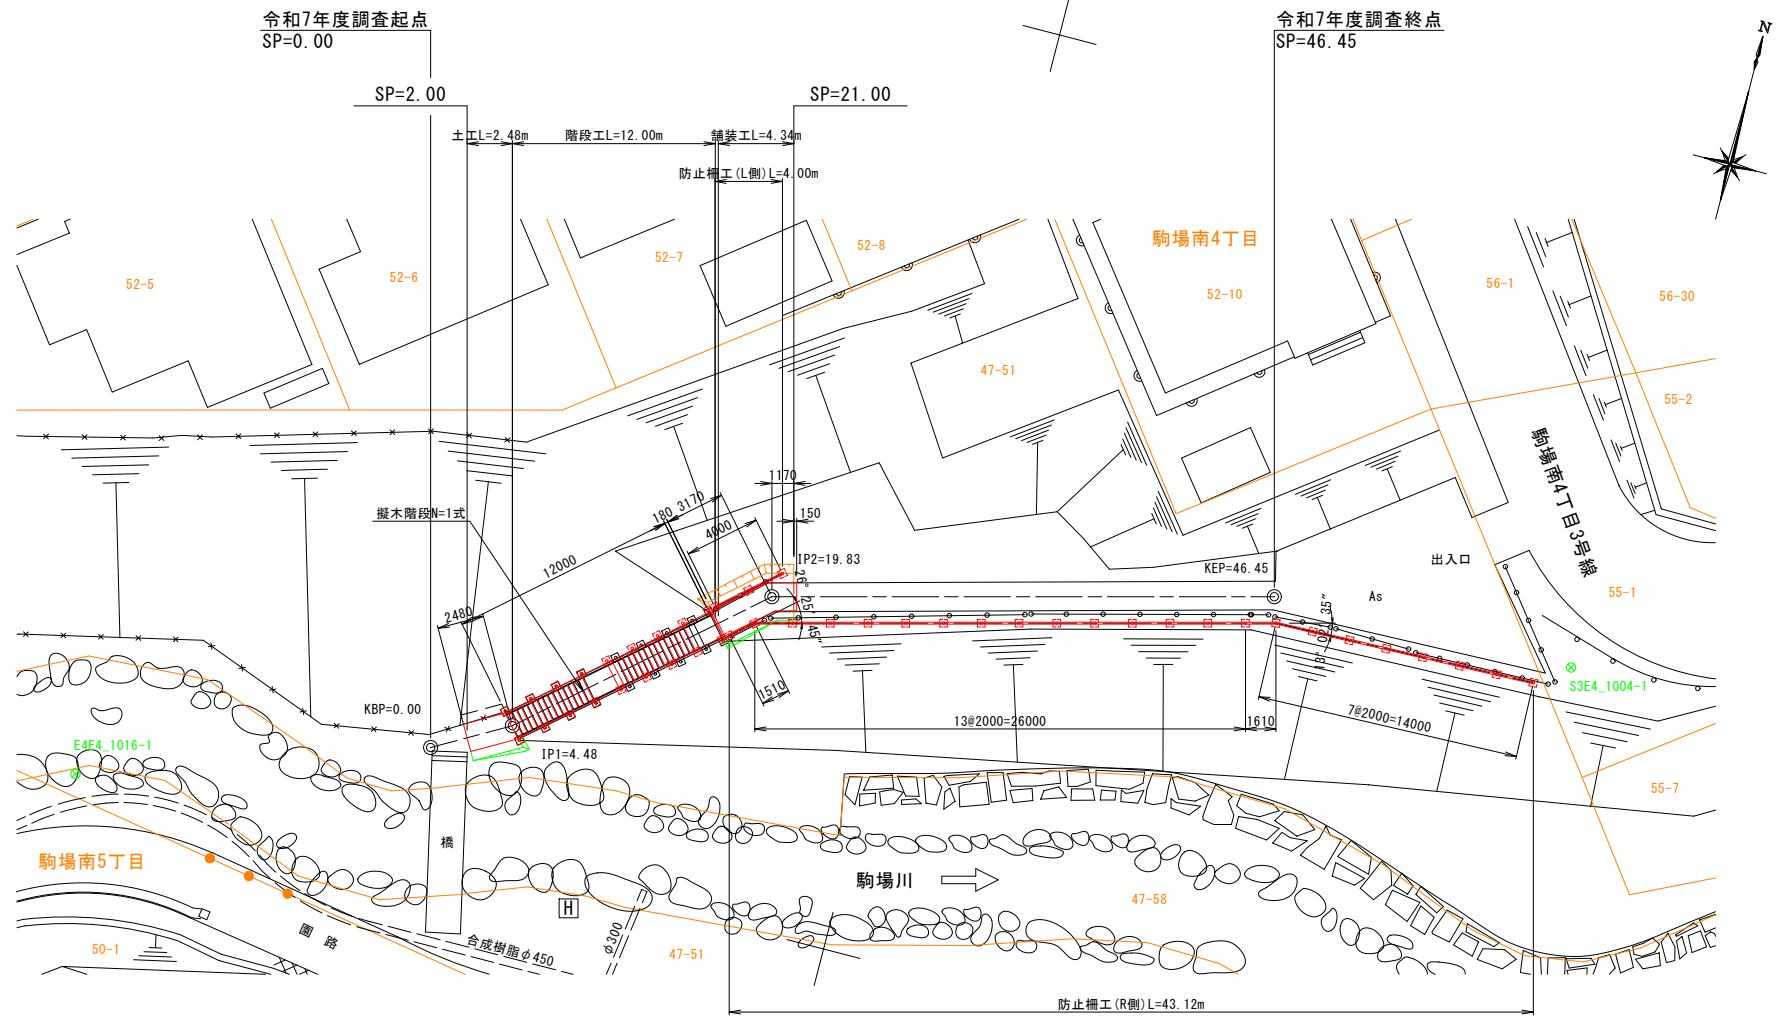 令和7年度調査起点
SP=0.00
令和7年度調査終点
SP=46.45
N
SP=2.00
SP=21.00
土工L=2.48m
階段工L=12.00m
舗装工L=4.34m
防止柵工(L側)L=4.00m
駒場南4丁目
52-5
52-6
52-7
52-8
52-10
56-1
56-30
47-51
55-2
駒場南4丁目3号線
1170
180
3170
4000
150
擬木階段N=1式
12000
IP2=19.83
26° 25' 45"
KEP=46.45
出入口
As
55-1
2480
13° 02' 35"
S3E4_1004-1
1510
KBP=0.00
13@2000=26000
1610
7@2000=14000
E4E4_1016-1
IP1=4.48
55-7
橋
駒場南5丁目
駒場川
47-58
H
園路
合成樹脂φ450
φ300
50-1
47-51
防止柵工(R側)L=43.12m